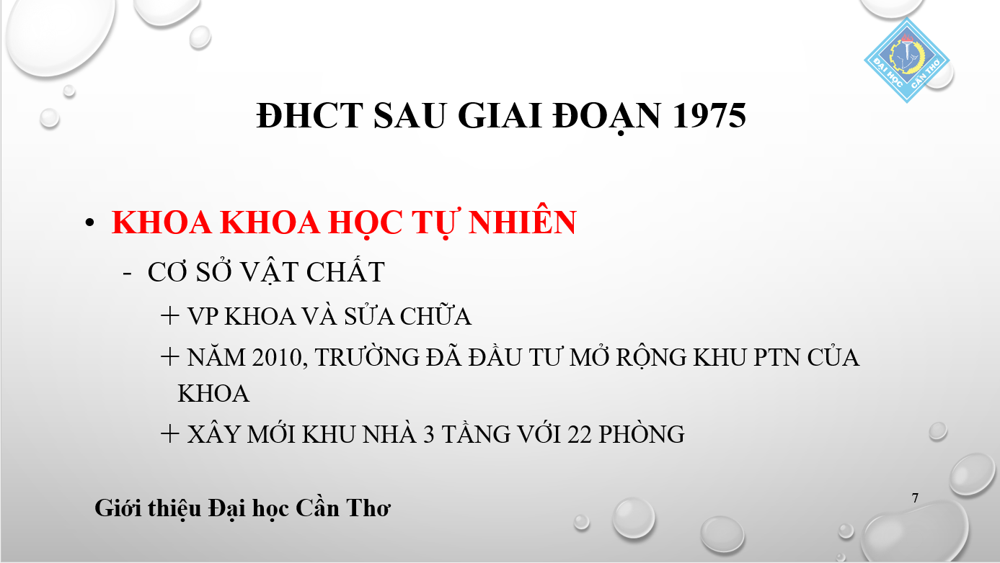 ĐẠI HỌC CẦN THƠ
ĐHCT SAU GIAI ĐOẠN 1975
• KHOA KHOA HỌC TỰ NHIÊN
- CƠ SỞ VẬT CHẤT
+ VP KHOA VÀ SỬA CHỮA
+ NĂM 2010, TRƯỜNG ĐÃ ĐẦU TƯ MỞ RỘNG KHU PTN CỦA
KHOA
+ XÂY MỚI KHU NHÀ 3 TẦNG VỚI 22 PHÒNG
Giới thiệu Đại học Cần Thơ
7